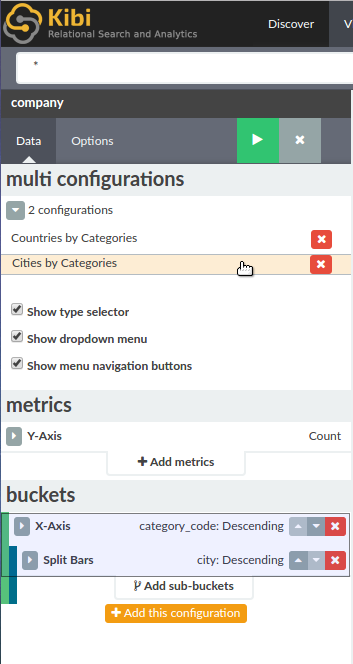 Kibi
Relational Search and Analytics
Discover V
*
company
Data Options
multi configurations
2 configurations
Countries by Categories
Cities by Categories
Show type selector
Show dropdown menu
Show menu navigation buttons
metrics
Y-Axis Count
Add metrics
buckets
X-Axis category_code: Descending
Split Bars city: Descending
Add sub-buckets
Add this configuration